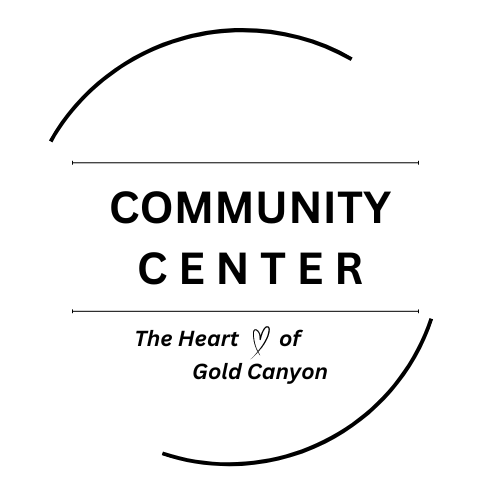 COMMUNITY
CENTER
The Heart of
Gold Canyon